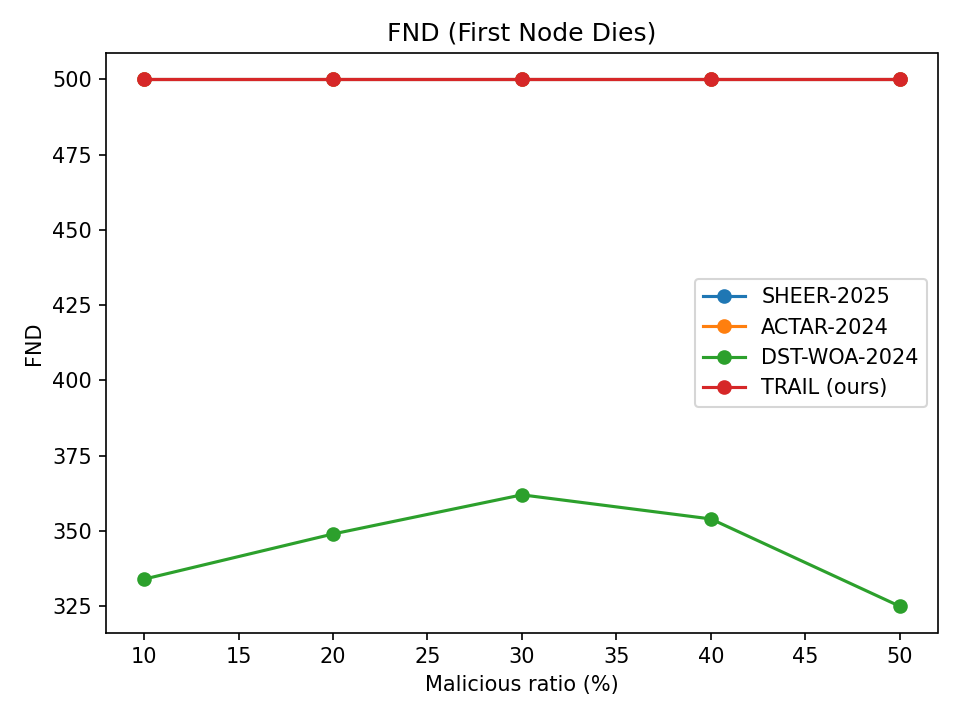 FND (First Node Dies)
500
475
450
425
400
375
350
325
FND
SHEER-2025
ACTAR-2024
DST-WOA-2024
TRAIL (ours)
10 15 20 25 30 35 40 45 50
Malicious ratio (%)